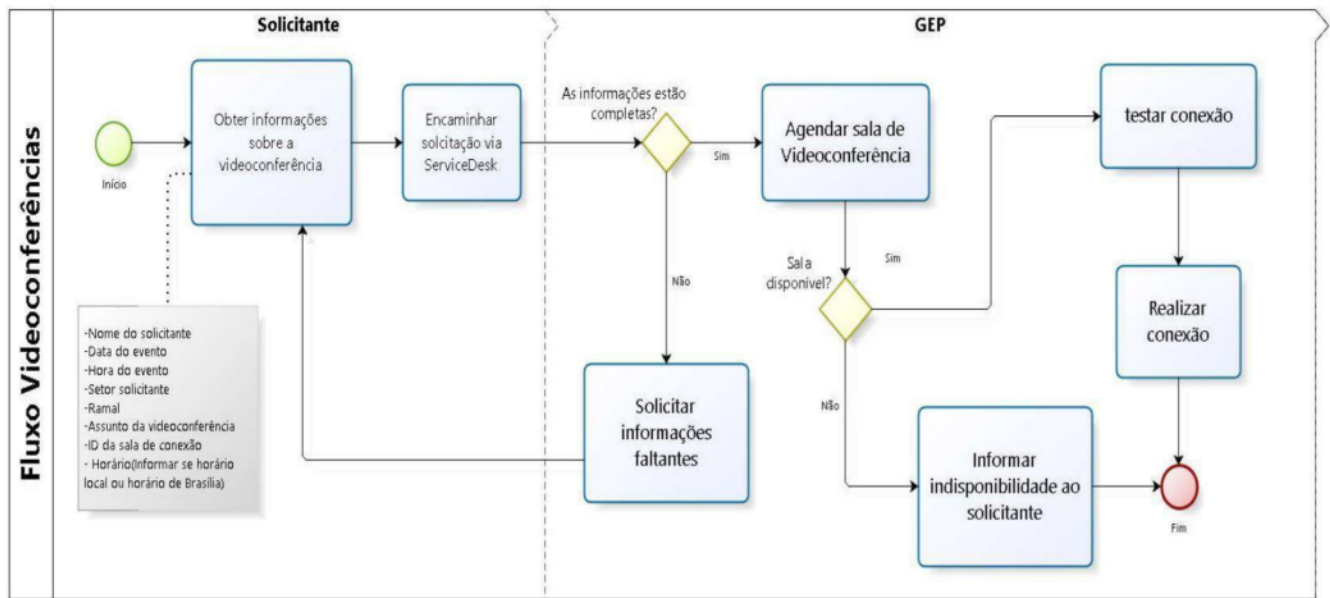 Fluxo Videoconferências
Solicitante
Início
Obter informações
sobre a
videoconferência
Encaminhar
solcitação via
ServiceDesk
-Nome do solicitante
-Data do evento
-Hora do evento
-Setor solicitante
-Ramal
-Assunto da videoconferência
-ID da sala de conexão
- Horário(Informar se horário
local ou horário de Brasília)
GEP
As informações estão
completas?
Sim
Não
Solicitar
informações
faltantes
Agendar sala de
Videoconferência
Sala
disponível?
Sim
Não
testar conexão
Realizar
conexão
Informar
indisponibilidade ao
solicitante
Fim